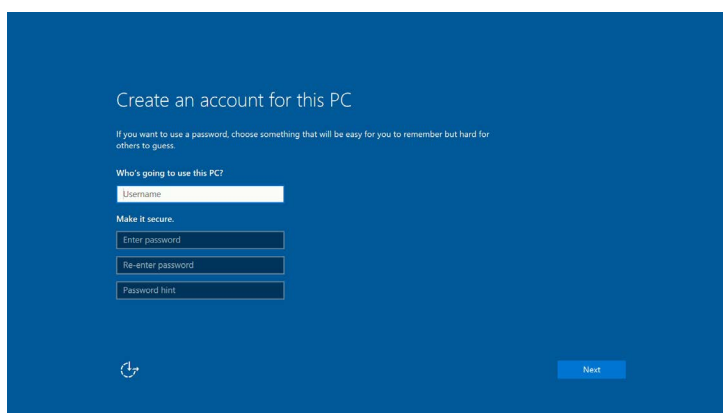 Create an account for this PC
If you want to use a password, choose something that will be easy for you to remember but hard for
others to guess.
Who's going to use this PC?
Username
Make it secure.
Enter password
Re-enter password
Password hint
Next